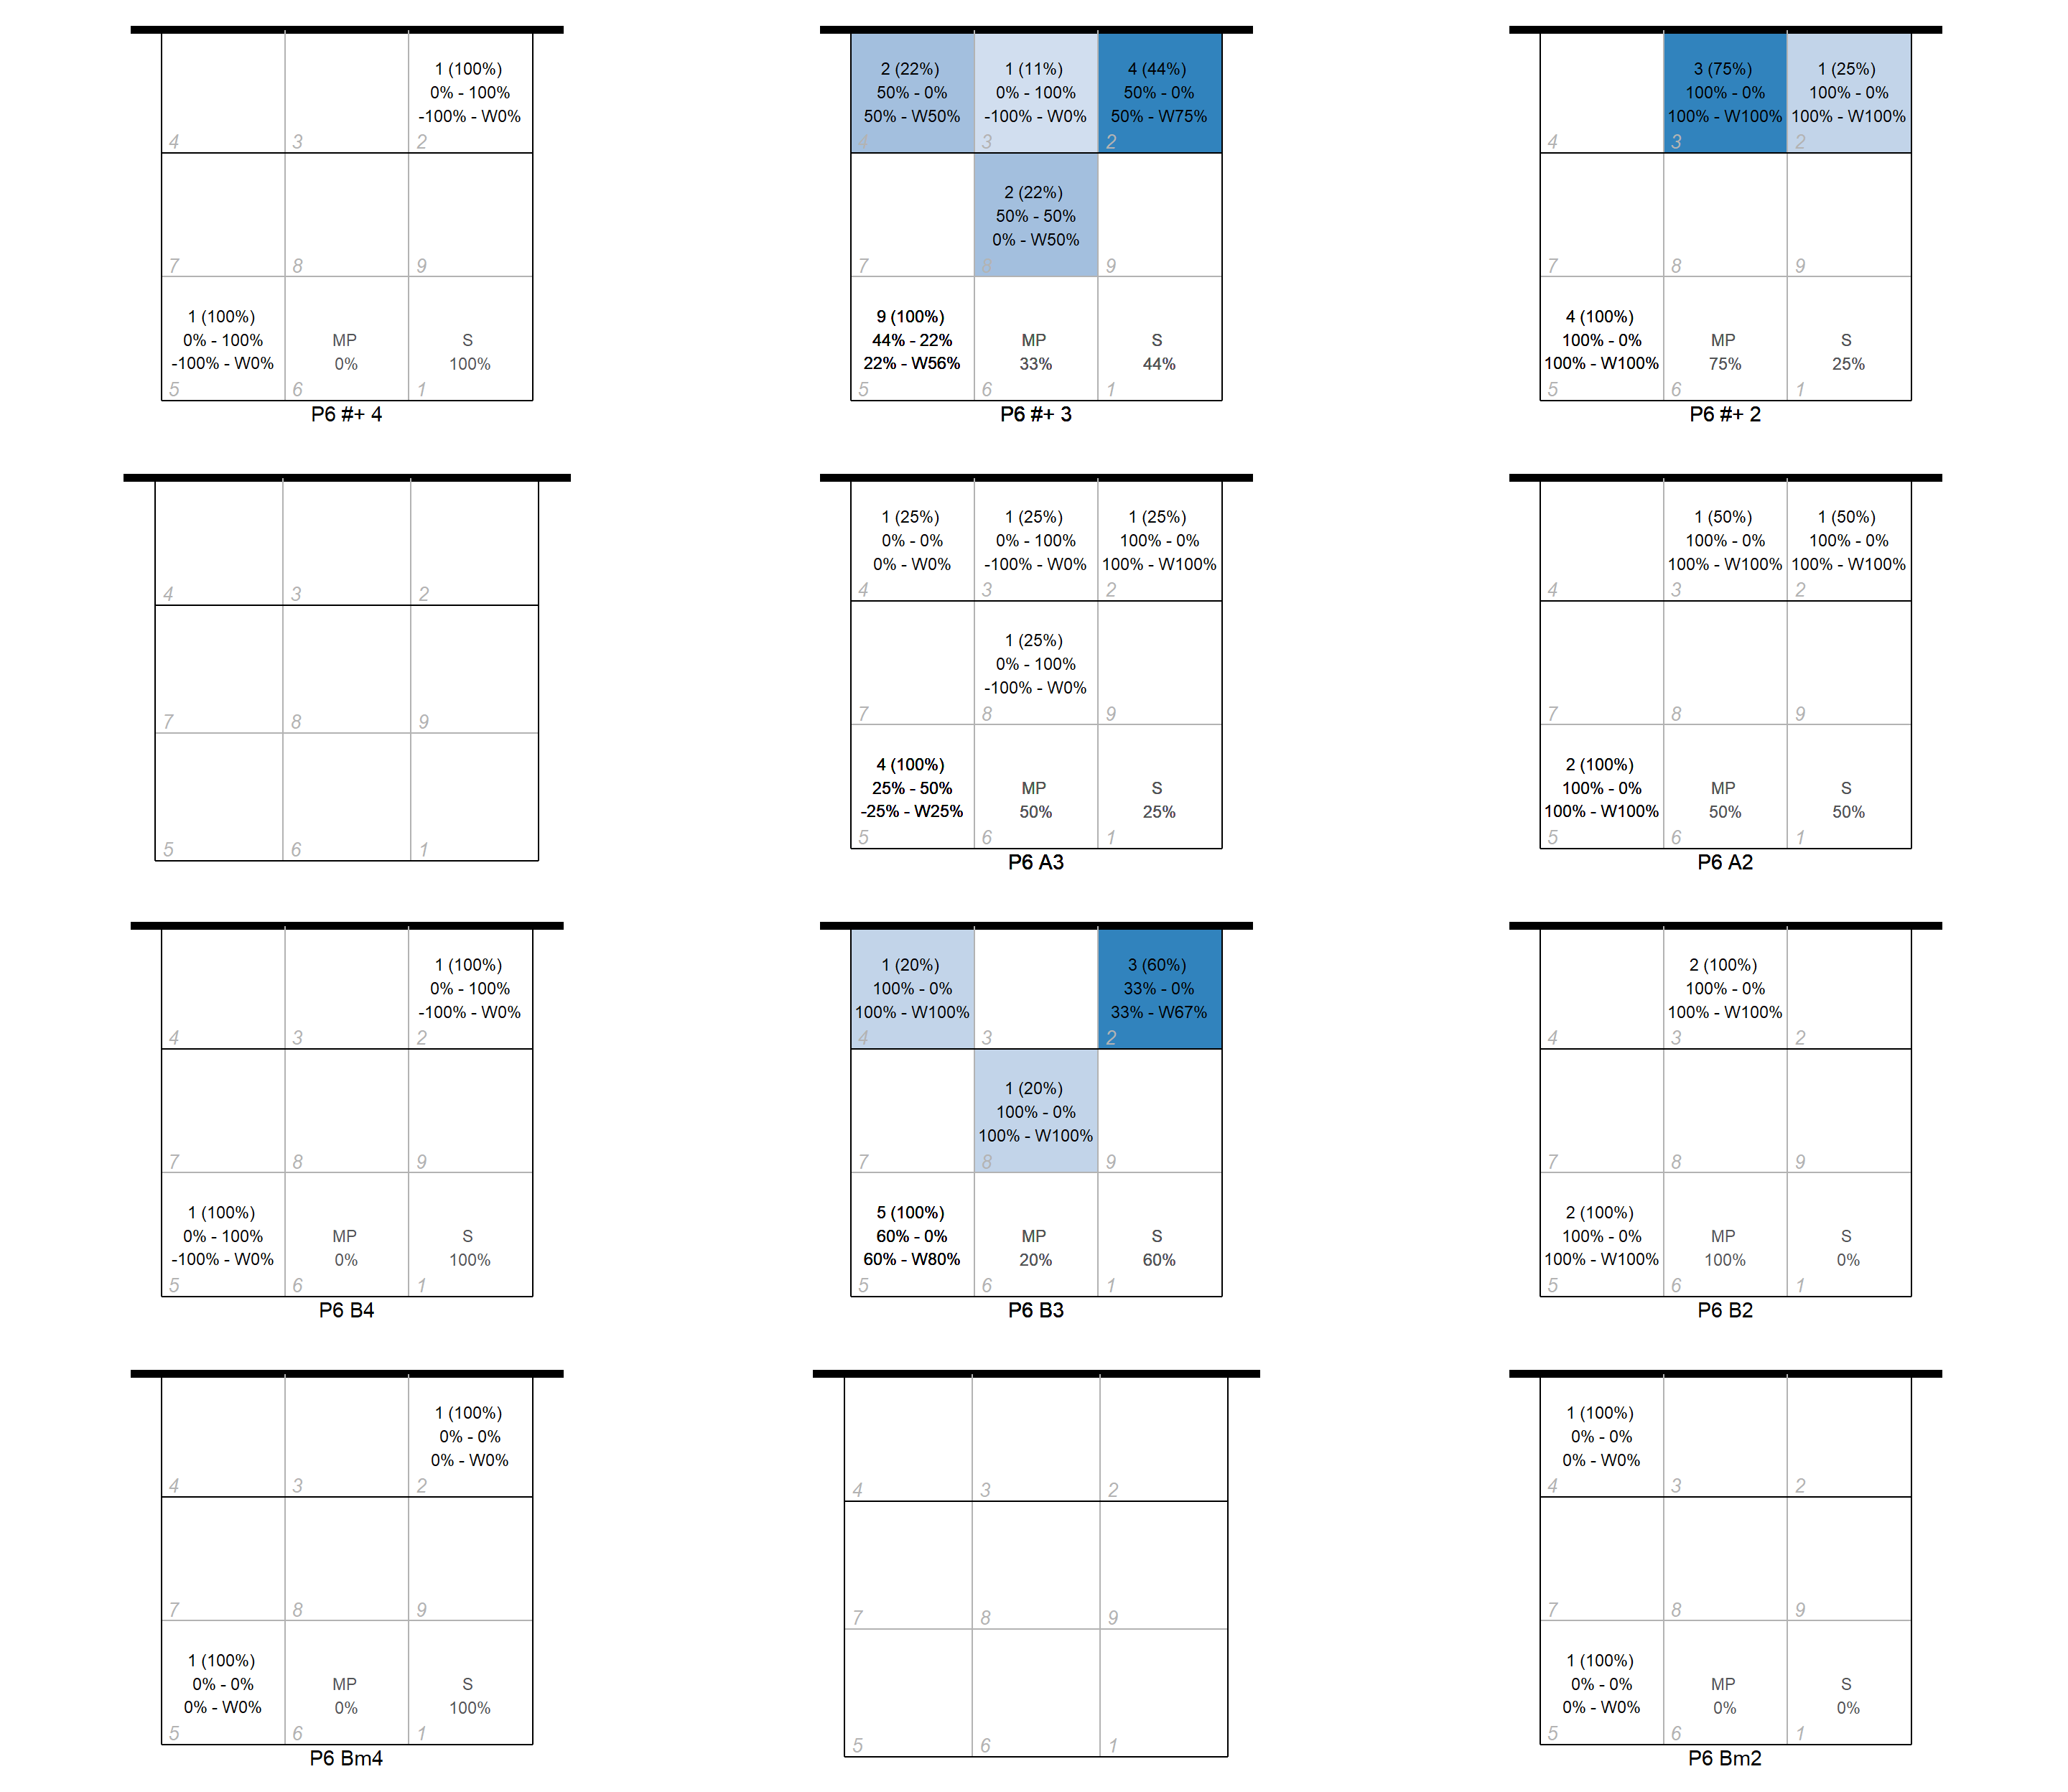 1 (100%)
0% - 100%
-100% - W0%
4 3 2
7 8 9
1 (100%)
0% - 100%
-100% - W0%
MP
0%
S
100%
5 6 1
P6 #+ 4
2 (22%)
50% - 0%
50% - W50%
1 (11%)
0% - 100%
-100% - W0%
4 (44%)
50% - 0%
50% - W75%
4 3 2
2 (22%)
50% - 50%
0% - W50%
7 8 9
9 (100%)
44% - 22%
22% - W56%
MP
33%
S
44%
5 6 1
P6 #+ 3
3 (75%)
100% - 0%
100% - W100%
1 (25%)
100% - 0%
100% - W100%
4 3 2
7 8 9
4 (100%)
100% - 0%
100% - W100%
MP
75%
S
25%
5 6 1
P6 #+ 2
4 3 2
7 8 9
5 6 1
1 (25%)
0% - 0%
0% - W0%
1 (25%)
0% - 100%
-100% - W0%
1 (25%)
100% - 0%
100% - W100%
4 3 2
1 (25%)
0% - 100%
-100% - W0%
7 8 9
4 (100%)
25% - 50%
-25% - W25%
MP
50%
S
25%
5 6 1
P6 A3
1 (50%)
100% - 0%
100% - W100%
1 (50%)
100% - 0%
100% - W100%
4 3 2
7 8 9
2 (100%)
100% - 0%
100% - W100%
MP
50%
S
50%
5 6 1
P6 A2
1 (100%)
0% - 100%
-100% - W0%
4 3 2
7 8 9
1 (100%)
0% - 100%
-100% - W0%
MP
0%
S
100%
5 6 1
P6 B4
1 (20%)
100% - 0%
100% - W100%
3 (60%)
33% - 0%
33% - W67%
4 3 2
1 (20%)
100% - 0%
100% - W100%
7 8 9
5 (100%)
60% - 0%
60% - W80%
MP
20%
S
60%
5 6 1
P6 B3
2 (100%)
100% - 0%
100% - W100%
4 3 2
7 8 9
2 (100%)
100% - 0%
100% - W100%
MP
100%
S
0%
5 6 1
P6 B2
1 (100%)
0% - 0%
0% - W0%
4 3 2
7 8 9
1 (100%)
0% - 0%
0% - W0%
MP
0%
S
100%
5 6 1
P6 Bm4
4 3 2
7 8 9
5 6 1
1 (100%)
0% - 0%
0% - W0%
4 3 2
7 8 9
1 (100%)
0% - 0%
0% - W0%
MP
0%
S
0%
5 6 1
P6 Bm2